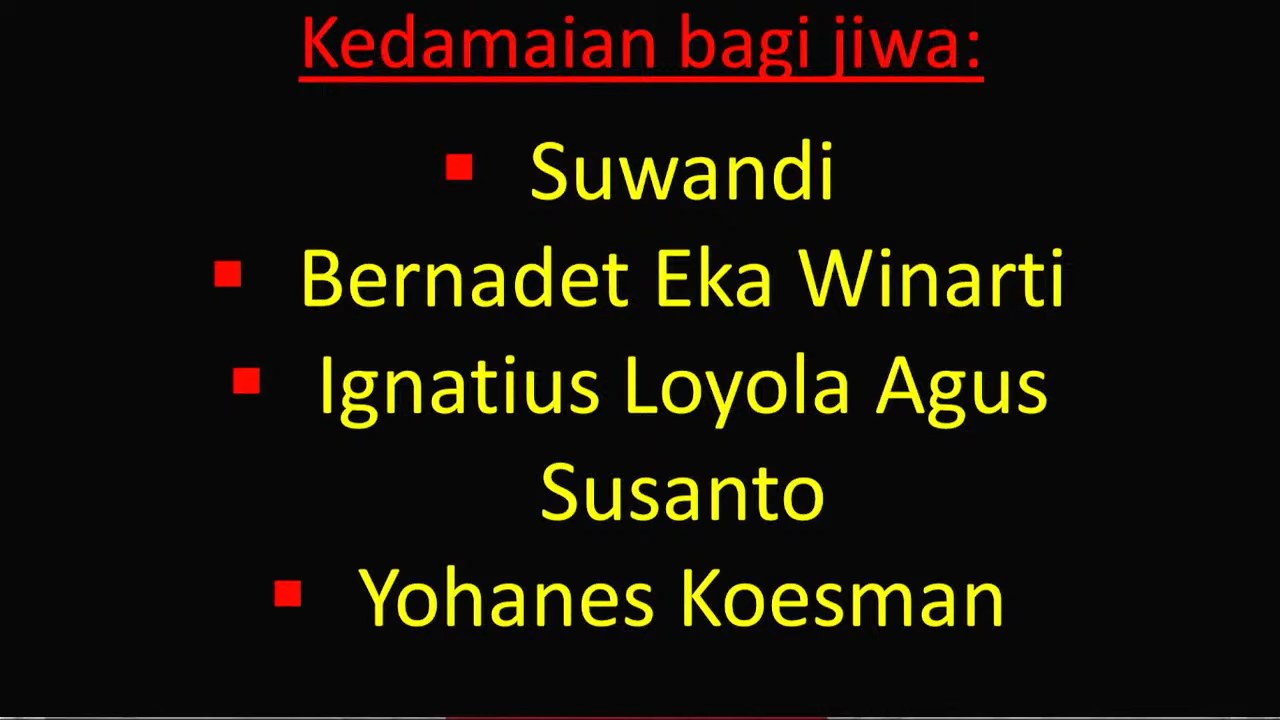 Kedamaian bagi jiwa:
▪ Suwandi
▪ Bernadet Eka Winarti
▪ Ignatius Loyola Agus
Susanto
▪ Yohanes Koesman